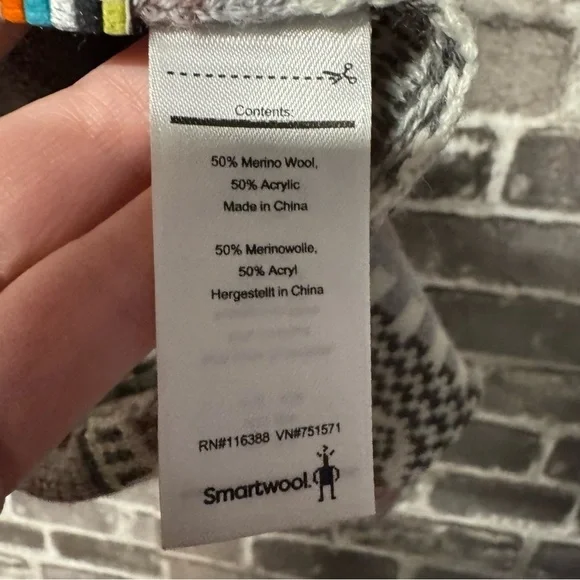 Contents:
50% Merino Wool,
50% Acrylic
Made in China
50% Merinowolle,
50% Acryl
Hergestellt in China
RN#116388 VN#751571
Smartwool.